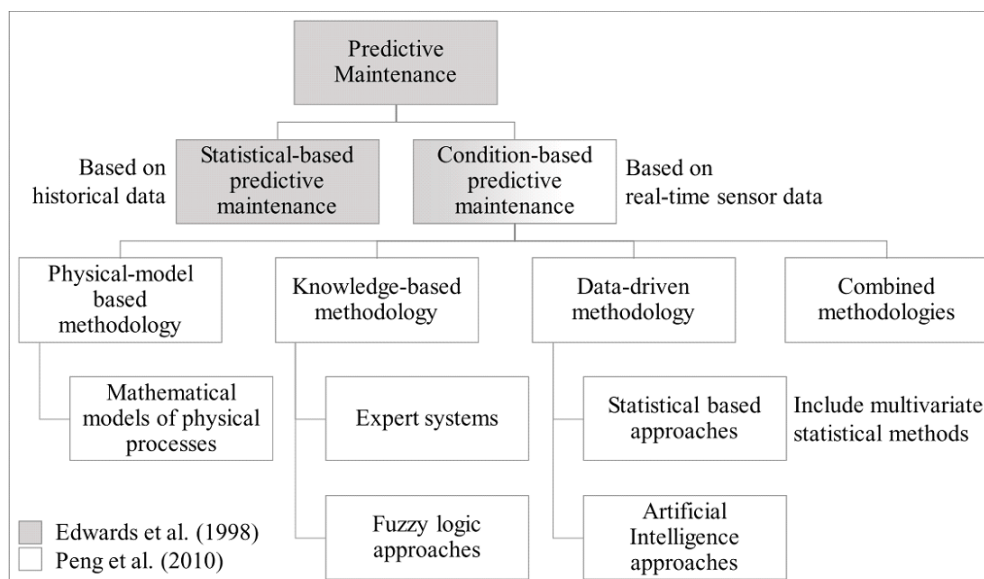 Predictive
Maintenance
Based on
historical data
Statistical-based
predictive
maintenance
Condition-based
predictive
maintenance
Based on
real-time sensor data
Physical-model
based
methodology
Knowledge-based
methodology
Data-driven
methodology
Combined
methodologies
Mathematical
models of physical
processes
Expert systems
Statistical based
approaches
Include multivariate
statistical methods
Fuzzy logic
approaches
Artificial
Intelligence
approaches
Edwards et al. (1998)
Peng et al. (2010)